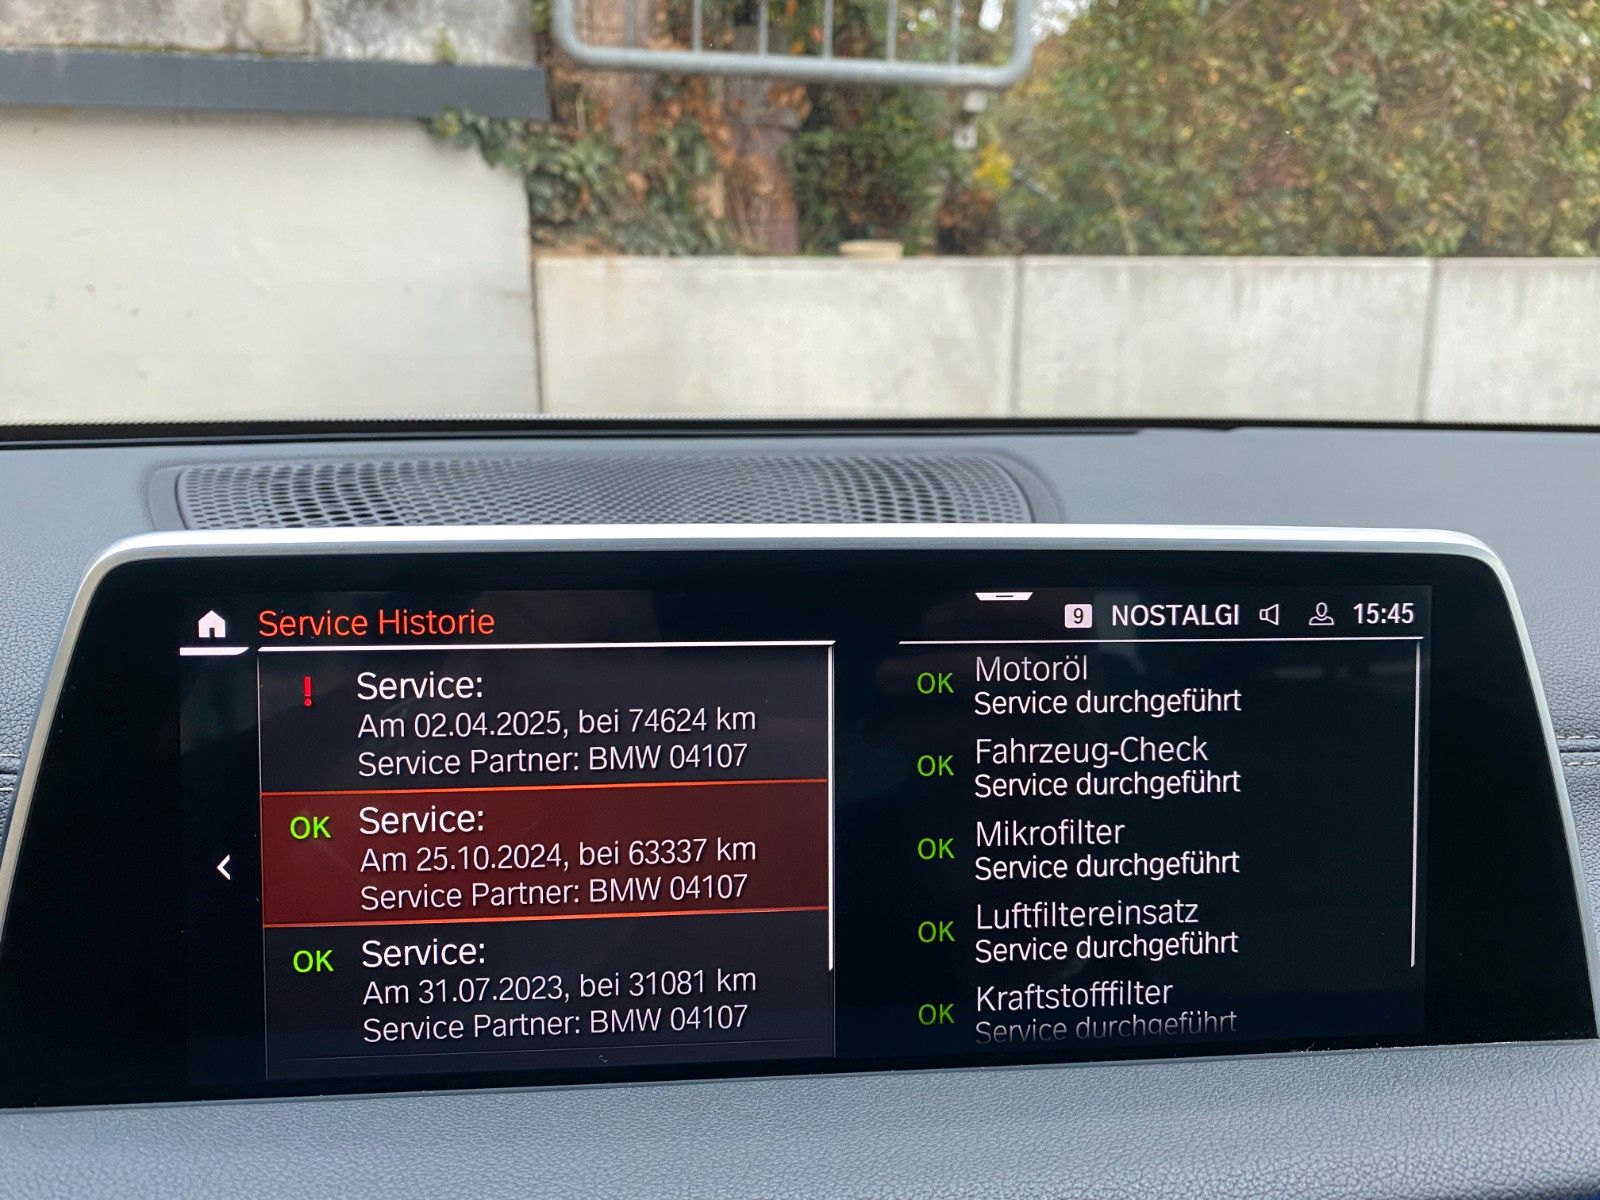 Service Historie
9 NOSTALGI 15:45
! Service:
Am 02.04.2025, bei 74624 km
Service Partner: BMW 04107
OK Service:
Am 25.10.2024, bei 63337 km
Service Partner: BMW 04107
OK Service:
Am 31.07.2023, bei 31081 km
Service Partner: BMW 04107
OK Motoröl
Service durchgeführt
OK Fahrzeug-Check
Service durchgeführt
OK Mikrofilter
Service durchgeführt
OK Luftfiltereinsatz
Service durchgeführt
OK Kraftstofffilter
Service durchgeführt